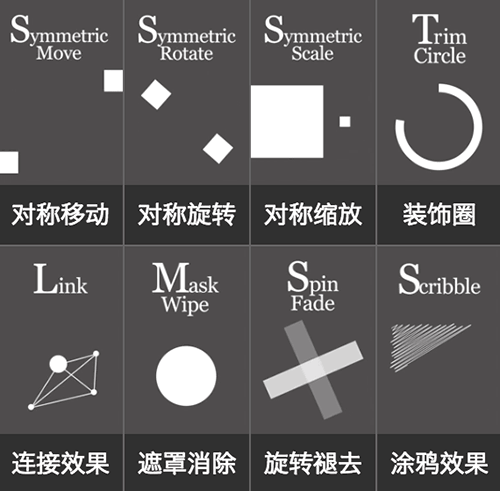 Symmetric
Move
Symmetric
Rotate
Symmetric
Scale
Trim
Circle
对称移动
对称旋转
对称缩放
装饰圈
Link
Mask
Wipe
Spin
Fade
Scribble
连接效果
遮罩消除
旋转褪去
涂鸦效果